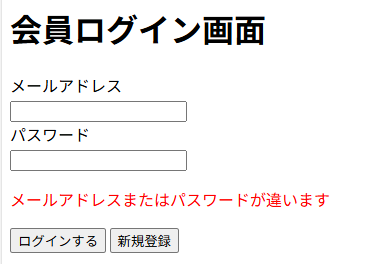 会員ログイン画面
メールアドレス
パスワード
メールアドレスまたはパスワードが違います
ログインする 新規登録